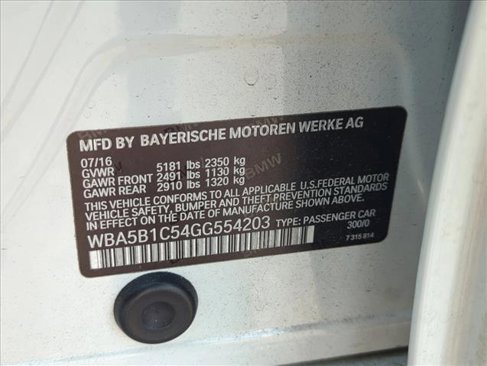 MFD BY BAYERISCHE MOTOREN WERKE AG
07/16
GVWR 5181 lbs 2350 kg
GAWR FRONT 2491 lbs 1130 kg
GAWR REAR 2910 lbs 1320 kg
THIS VEHICLE CONFORMS TO ALL APPLICABLE U.S.FEDERAL MOTOR
VEHICLE SAFETY, BUMPER, AND THEFT PREVENTION STANDARDS
IN EFFECT ON THE DATE OF MANUFACTURE SHOWN ABOVE.
WBA5B1C54GG554203 TYPE: PASSENGER CAR
300/0
7 315 814
BMW